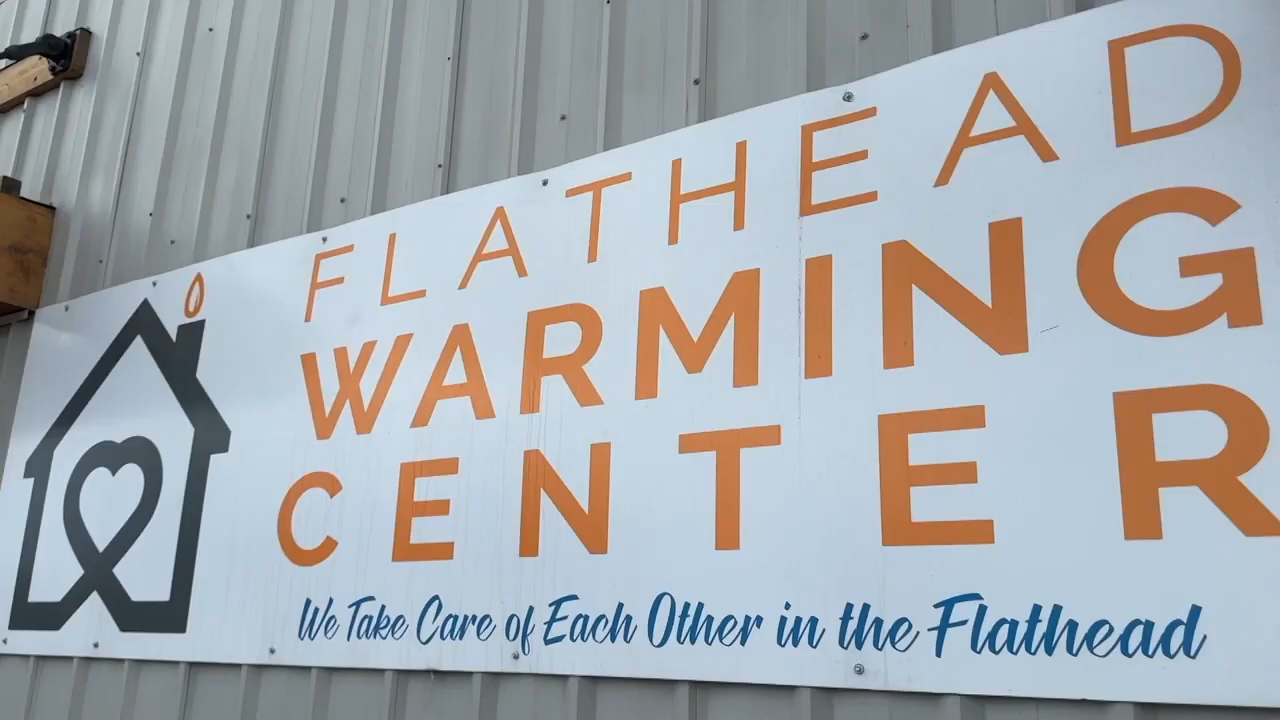 FLATHEAD
WARMING
CENTER
We Take Care of Each Other in the Flathead